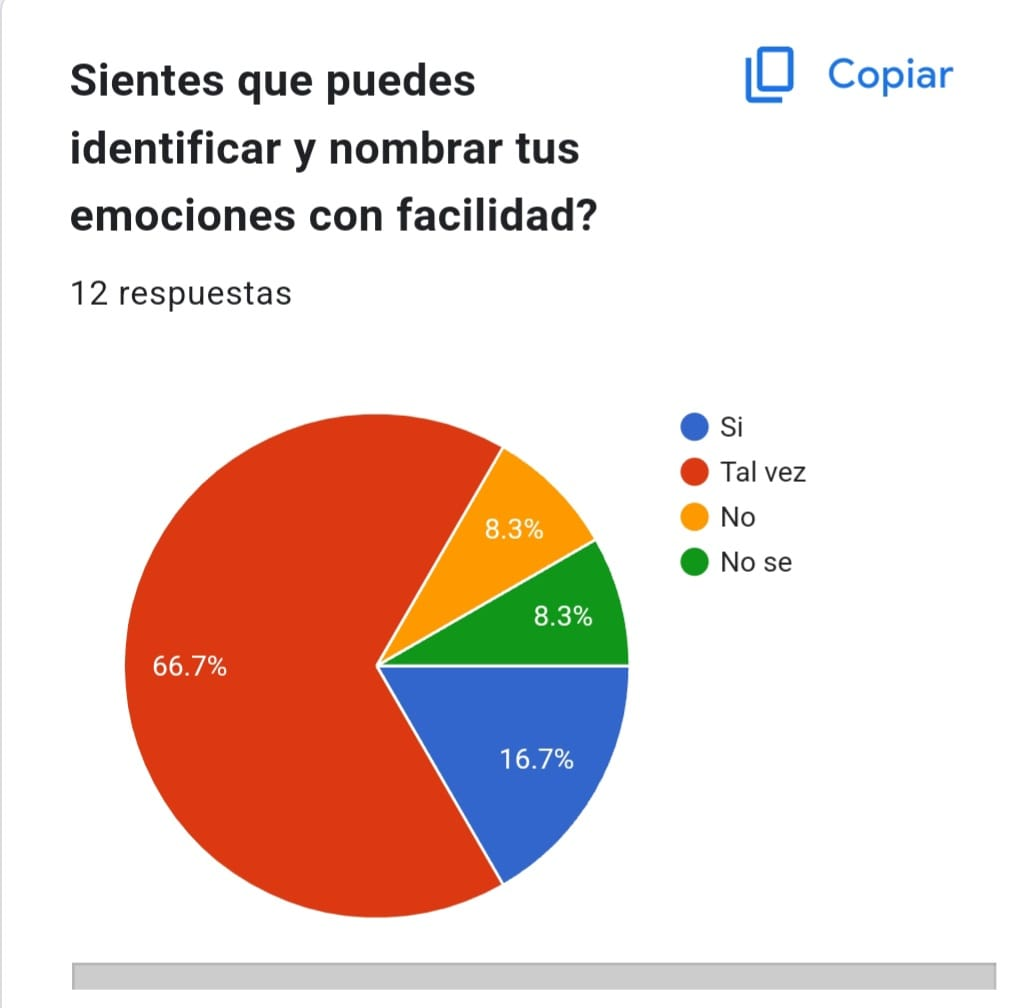 Sientes que puedes
identificar y nombrar tus
emociones con facilidad?
Copiar
12 respuestas
Si
Tal vez
No
No se
8.3%
8.3%
66.7%
16.7%